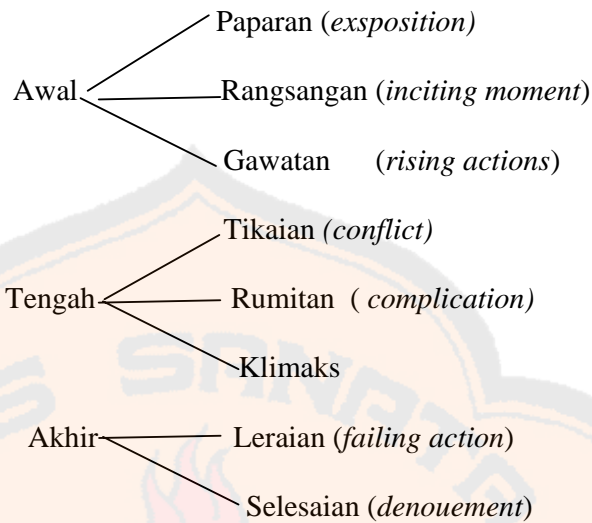 Paparan (exsposition)
Awal Rangsangan (inciting moment)
Gawatan (rising actions)
Tikaian (conflict)
Tengah Rumitan ( complication)
Klimaks
Akhir Leraian (failing action)
Selesaian (denouement)
S SANATA